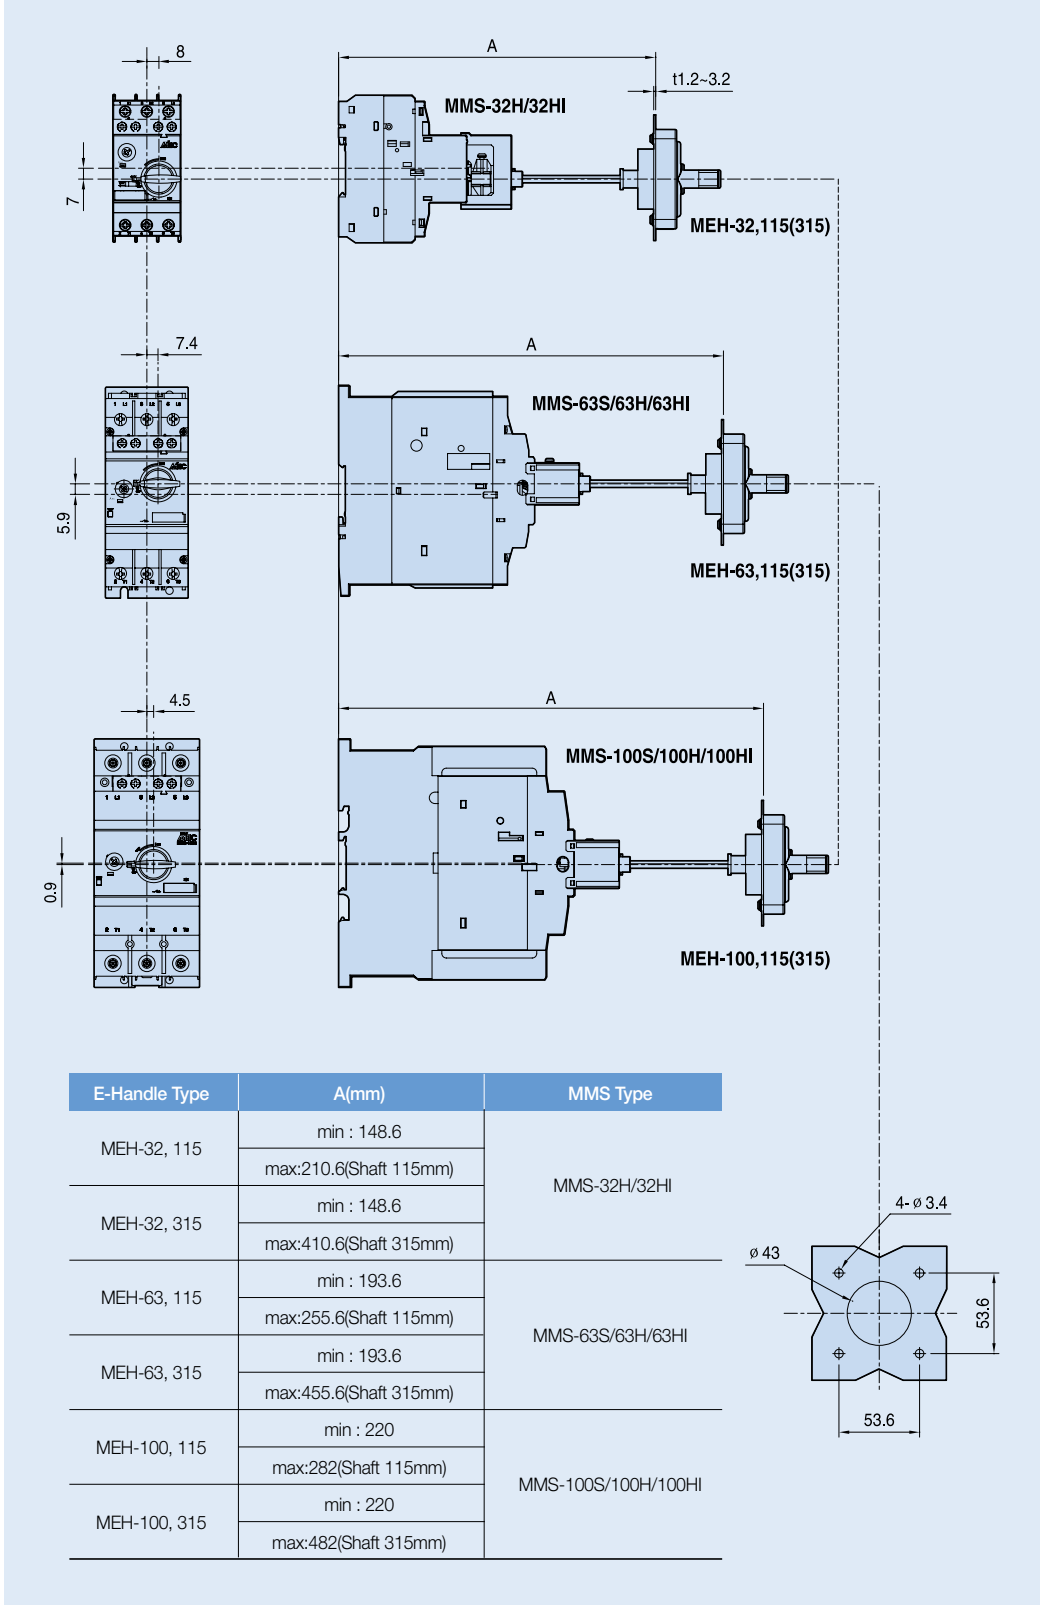 8
A
t1.2~3.2
MMS-32H/32HI
7
MEH-32,115(315)
7.4
A
MMS-63S/63H/63HI
5.9
MEH-63,115(315)
4.5
A
MMS-100S/100H/100HI
0.9
MEH-100,115(315)
E-Handle Type A(mm) MMS Type
MEH-32, 115
min : 148.6
max:210.6(Shaft 115mm)
MMS-32H/32HI
MEH-32, 315
min : 148.6
max:410.6(Shaft 315mm)
MEH-63, 115
min : 193.6
max:255.6(Shaft 115mm)
MMS-63S/63H/63HI
MEH-63, 315
min : 193.6
max:455.6(Shaft 315mm)
MEH-100, 115
min : 220
max:282(Shaft 115mm)
MMS-100S/100H/100HI
MEH-100, 315
min : 220
max:482(Shaft 315mm)
4- ø 3.4
ø 43
53.6
53.6